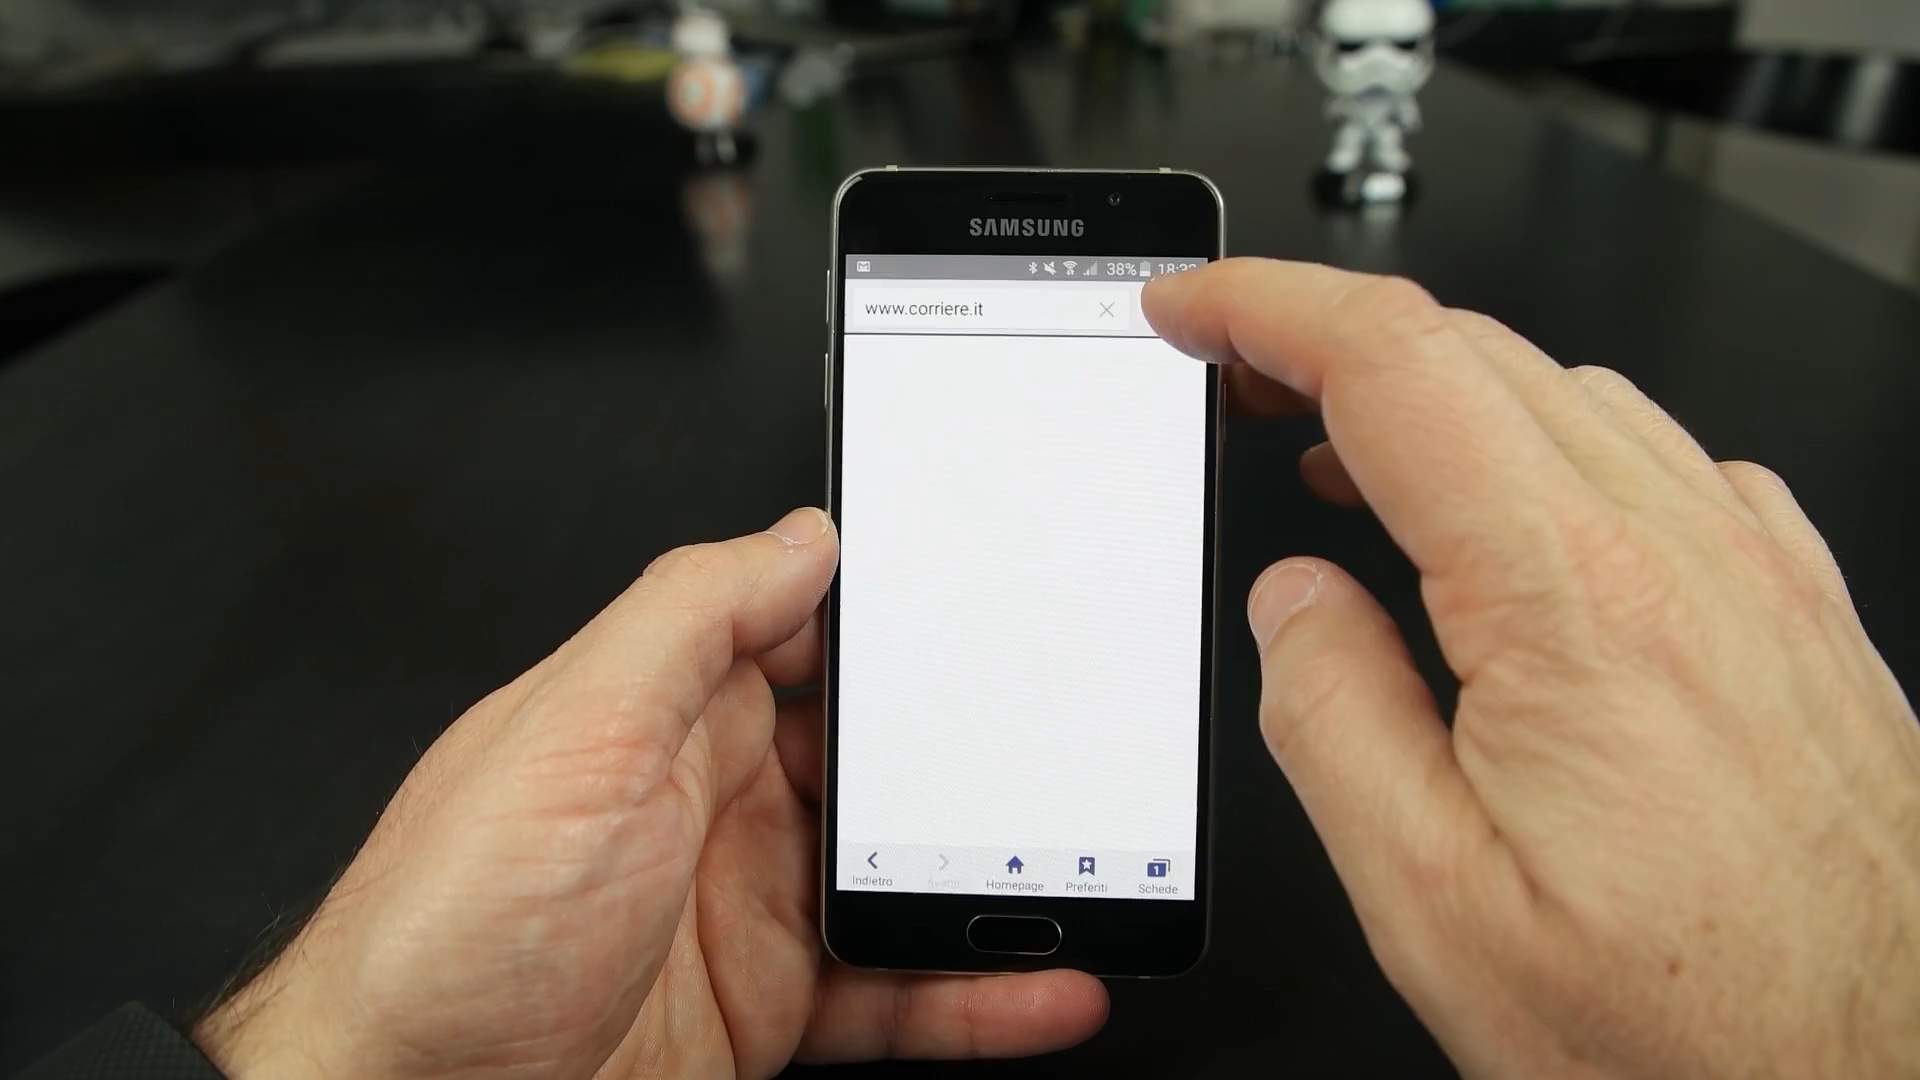 SAMSUNG
38%
www.corriere.it
Indietro
Homepage
Preferiti
1
Schede